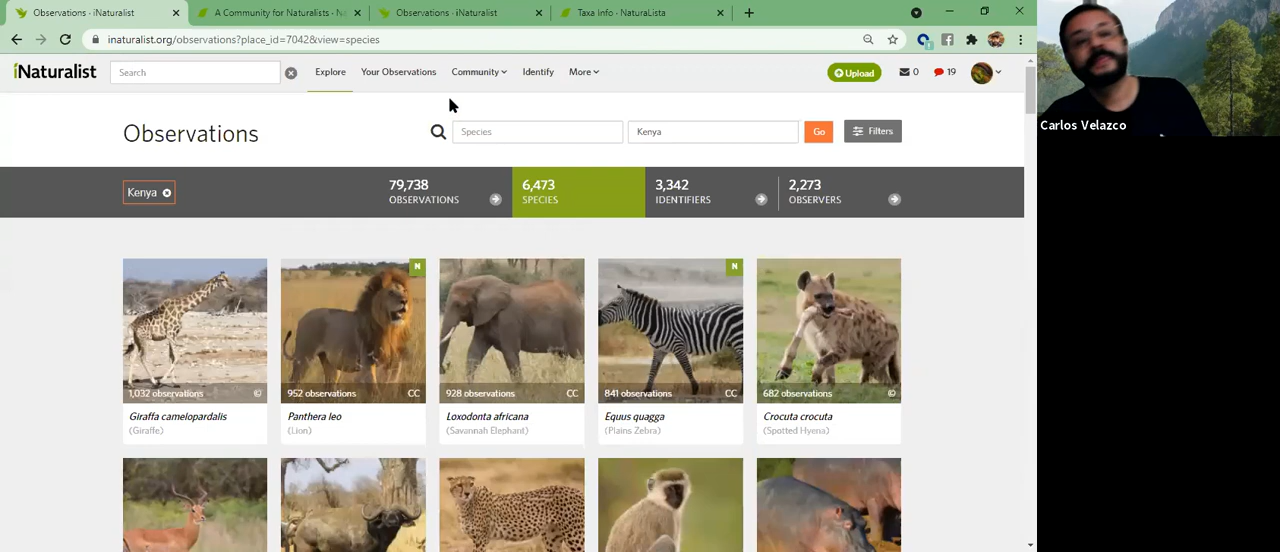 Observations · iNaturalist
A Community for Naturalists · N
Observations · iNaturalist
Taxa Info · NaturaLista
inaturalist.org/observations?place_id=7042&view=species
1
iNaturalist
Search
Explore
Your Observations
Community
Identify
More
Upload
0
19
Carlos Velazco
Observations
Species
Kenya
Go
Filters
Kenya
79,738
OBSERVATIONS
6,473
SPECIES
3,342
IDENTIFIERS
2,273
OBSERVERS
N
N
1,032 observations ©
952 observations CC
928 observations CC
841 observations CC
682 observations ©
Giraffa camelopardalis
(Giraffe)
Panthera leo
(Lion)
Loxodonta africana
(Savannah Elephant)
Equus quagga
(Plains Zebra)
Crocuta crocuta
(Spotted Hyena)